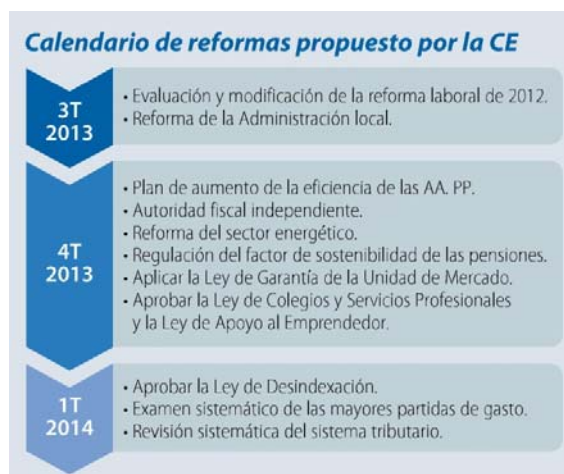 Calendario de reformas propuesto por la CE
3T
2013
• Evaluación y modificación de la reforma laboral de 2012.
• Reforma de la Administración local.
4T
2013
• Plan de aumento de la eficiencia de las AA. PP.
• Autoridad fiscal independiente.
• Reforma del sector energético.
• Regulación del factor de sostenibilidad de las pensiones.
• Aplicar la Ley de Garantía de la Unidad de Mercado.
• Aprobar la Ley de Colegios y Servicios Profesionales
y la Ley de Apoyo al Emprendedor.
1T
2014
• Aprobar la Ley de Desindexación.
• Examen sistemático de las mayores partidas de gasto.
• Revisión sistemática del sistema tributario.